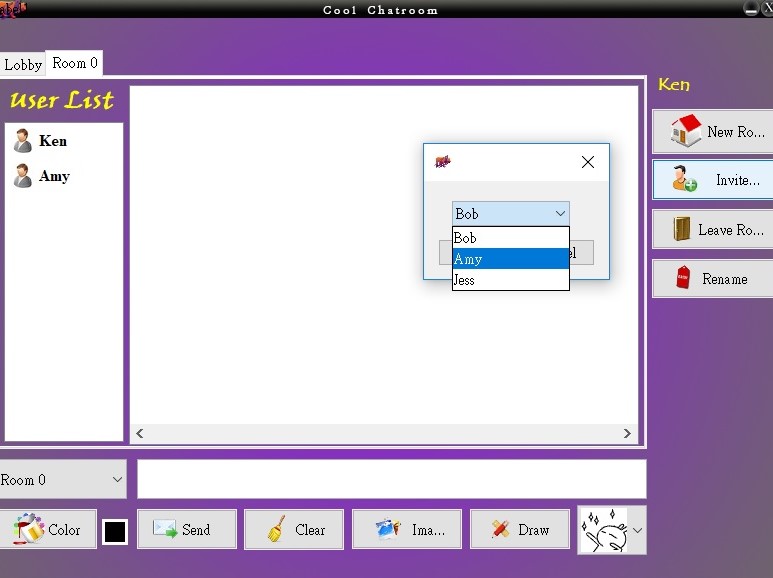 Cool Chatroom
X
Lobby
Room 0
User List
Ken
Amy
Ken
New Ro...
Invite...
Leave Ro...
Rename
Bob
Bob
Amy
Jess
el
Room 0
Color
Send
Clear
Ima...
Draw